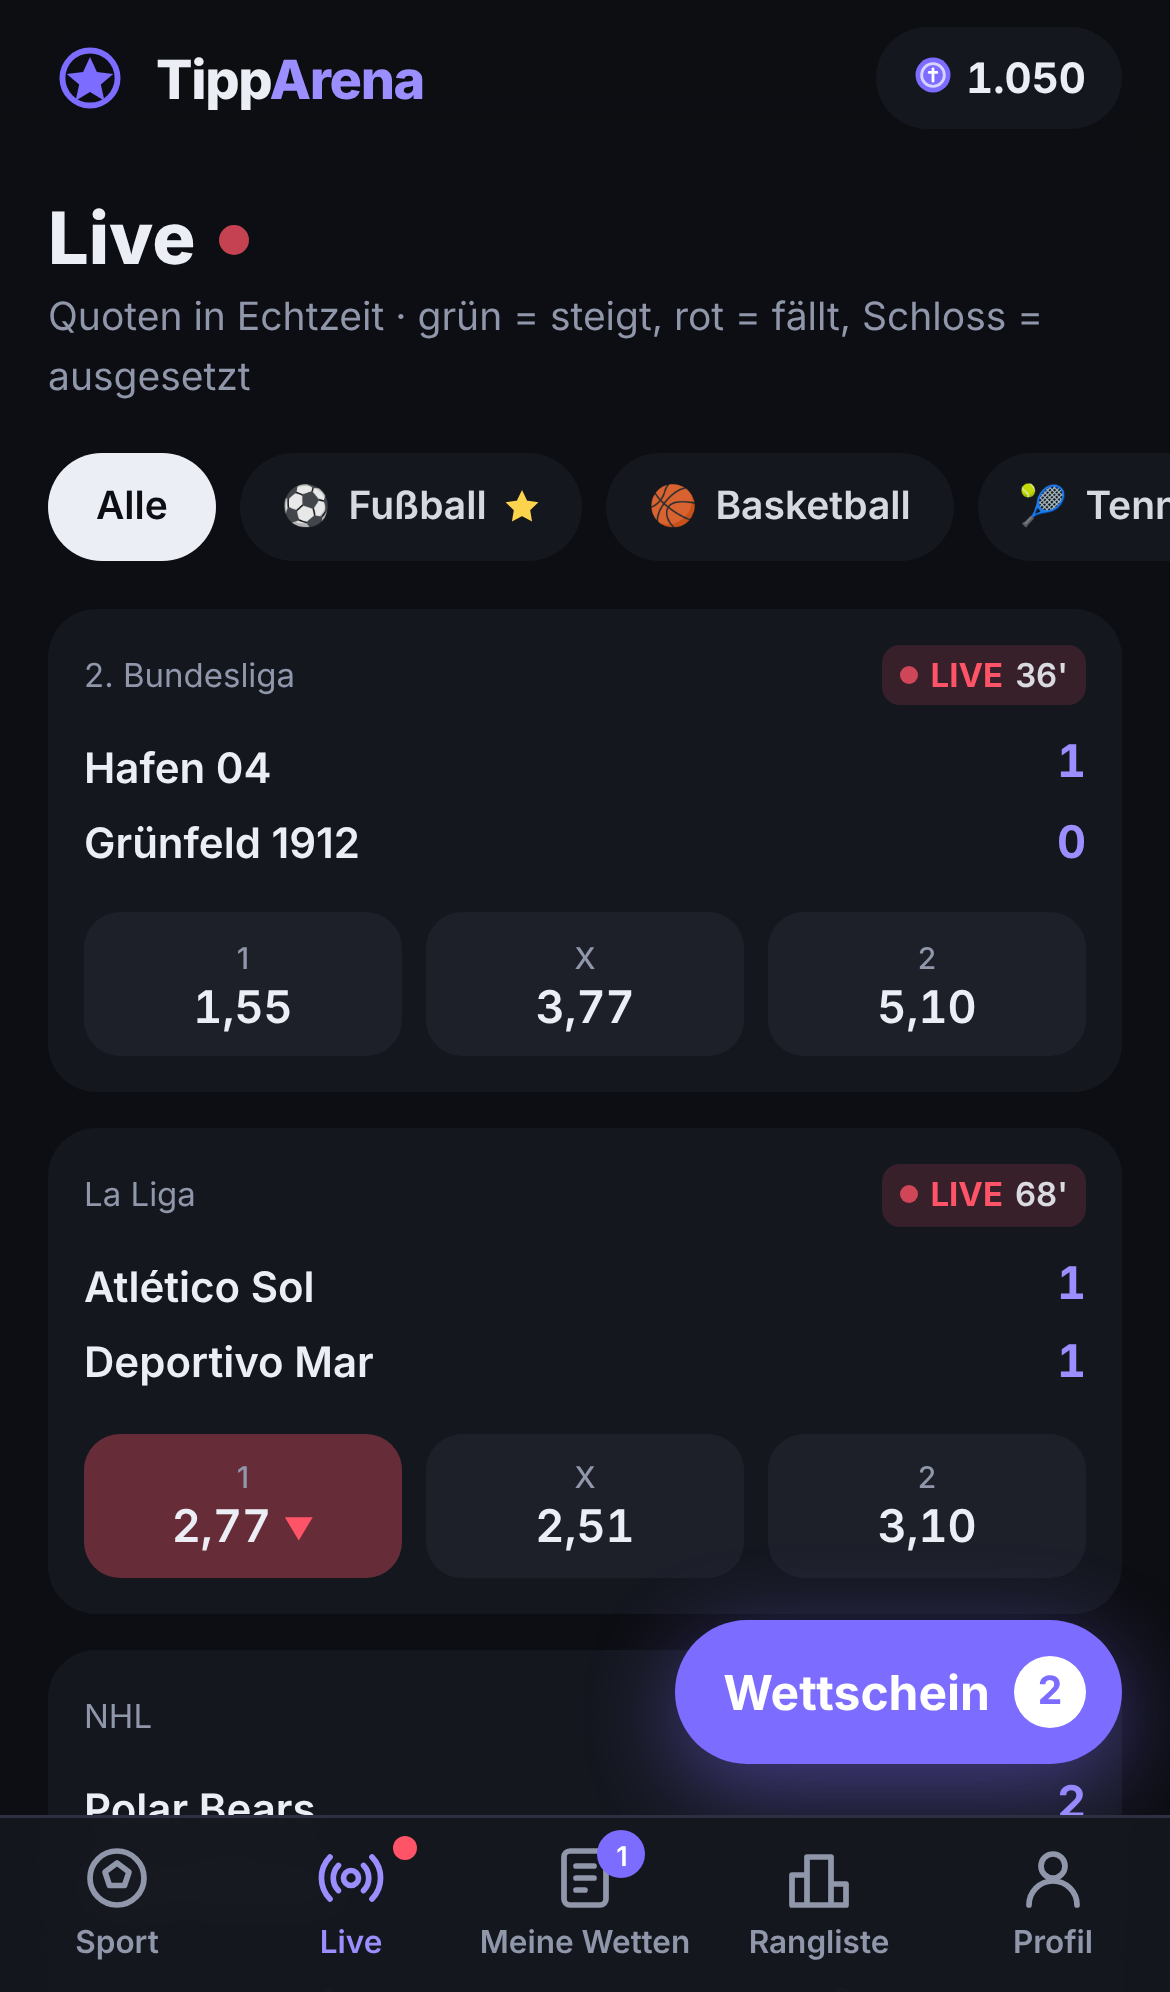 TippArena
1.050
Live
Quoten in Echtzeit · grün = steigt, rot = fällt, Schloss =
ausgesetzt
Alle
Fußball
Basketball
2. Bundesliga
LIVE 36'
Hafen 04
1
Grünfeld 1912
0
1
X
2
1,55
3,77
5,10
La Liga
LIVE 68'
Atlético Sol
1
Deportivo Mar
1
1
X
2
2,77 ▼
2,51
3,10
Wettschein 2
NHL
Polar Bears
2
1
Sport
Live
Meine Wetten
Rangliste
Profil